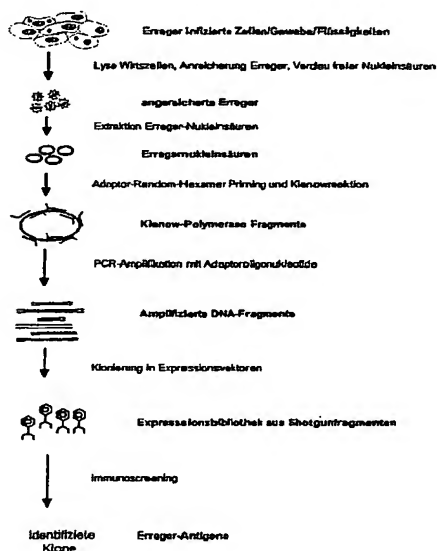 Erreger Infizierte Zellen/Gewebe/Flüssigkeiten
Lyse Wirtszellen, Anreicherung Erreger, Verdau freier Nukleinsäuren
angereicherte Erreger
Extraktion Erreger-Nukleinsäuren
Erregernukleinsäuren
Adaptor-Random-Hexamer Priming und Klenowreaktion
Klenow-Polymerase Fragmente
PCR-Amplifikation mit Adaptoroligonukleotide
Amplifizierte DNA-Fragmente
Klonierung in Expressionsvektoren
Expressionsbibliothek aus Shotgunfragmenten
Immunoscreening
Identifiziele Erreger-Antigene
Klone